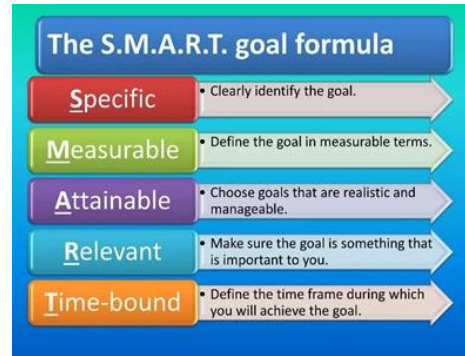 The S.M.A.R.T. goal formula
Specific
• Clearly identify the goal.
Measurable
• Define the goal in measurable terms.
Attainable
• Choose goals that are realistic and
manageable.
Relevant
• Make sure the goal is something that
is important to you.
Time-bound
• Define the time frame during which
you will achieve the goal.